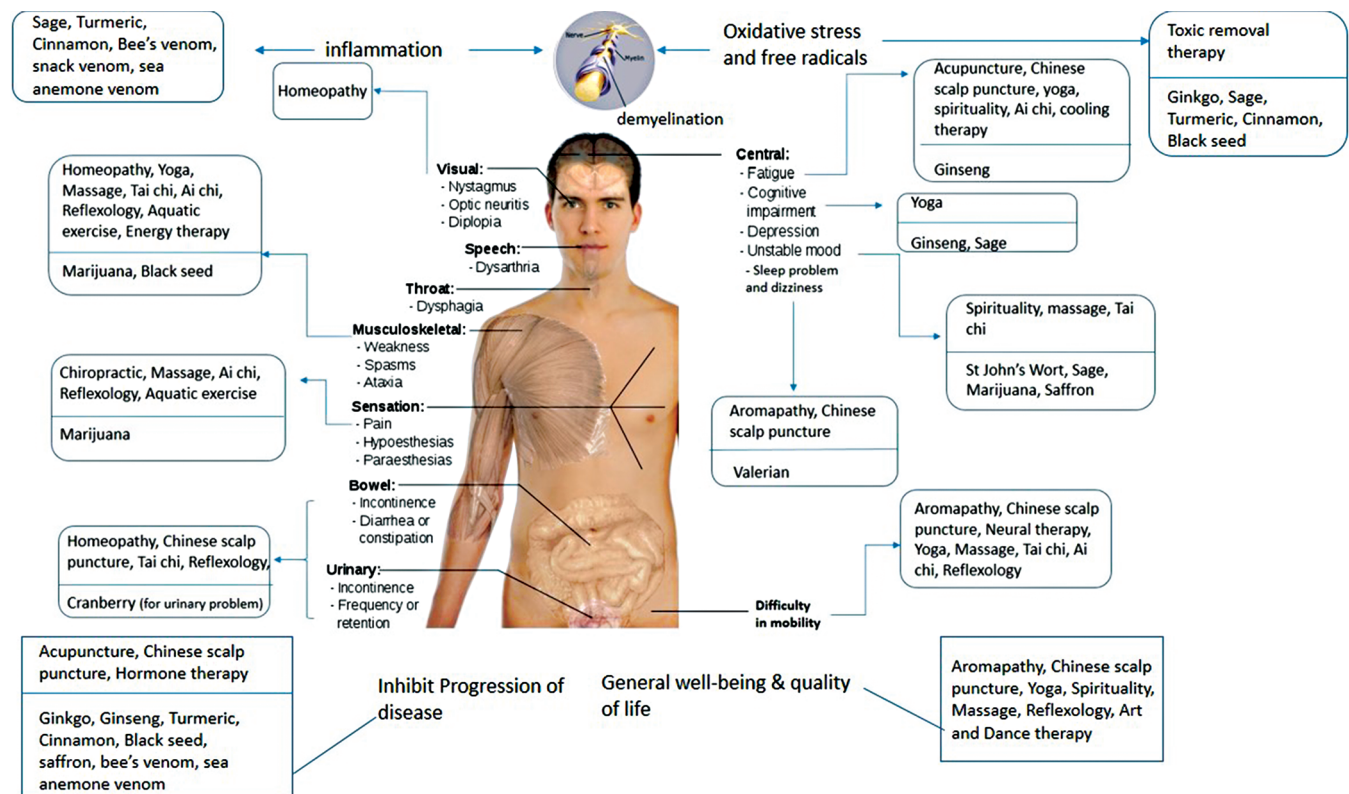 Sage, Turmeric,
Cinnamon, Bee's venom,
snack venom, sea
anemone venom
inflammation
Nerve
Myelin
demyelination
Oxidative stress
and free radicals
Toxic removal
therapy
Ginkgo, Sage,
Turmeric, Cinnamon,
Black seed
Homeopathy
Acupuncture, Chinese
scalp puncture, yoga,
spirituality, Ai chi, cooling
therapy
Ginseng
Homeopathy, Yoga,
Massage, Tai chi, Ai chi,
Reflexology, Aquatic
exercise, Energy therapy
Marijuana, Black seed
Visual:
- Nystagmus
- Optic neuritis
- Diplopia
Speech:
- Dysarthria
Throat:
- Dysphagia
Musculoskeletal:
- Weakness
- Spasms
- Ataxia
Sensation:
- Pain
- Hypoesthesias
- Paraesthesias
Bowel:
- Incontinence
- Diarrhea or
constipation
Urinary:
- Incontinence
- Frequency or
retention
Central:
- Fatigue
- Cognitive
impairment
- Depression
- Unstable mood
- Sleep problem
and dizziness
Yoga
Ginseng, Sage
Spirituality, massage, Tai
chi
St John's Wort, Sage,
Marijuana, Saffron
Chiropractic, Massage, Ai chi,
Reflexology, Aquatic exercise
Marijuana
Aromapathy, Chinese
scalp puncture
Valerian
Homeopathy, Chinese scalp
puncture, Tai chi, Reflexology,
Cranberry (for urinary problem)
Aromapathy, Chinese scalp
puncture, Neural therapy,
Yoga, Massage, Tai chi, Ai
chi, Reflexology
Difficulty
in mobility
Acupuncture, Chinese scalp
puncture, Hormone therapy
Ginkgo, Ginseng, Turmeric,
Cinnamon, Black seed,
saffron, bee's venom, sea
anemone venom
Inhibit Progression of
disease
General well-being & quality
of life
Aromapathy, Chinese scalp
puncture, Yoga, Spirituality,
Massage, Reflexology, Art
and Dance therapy